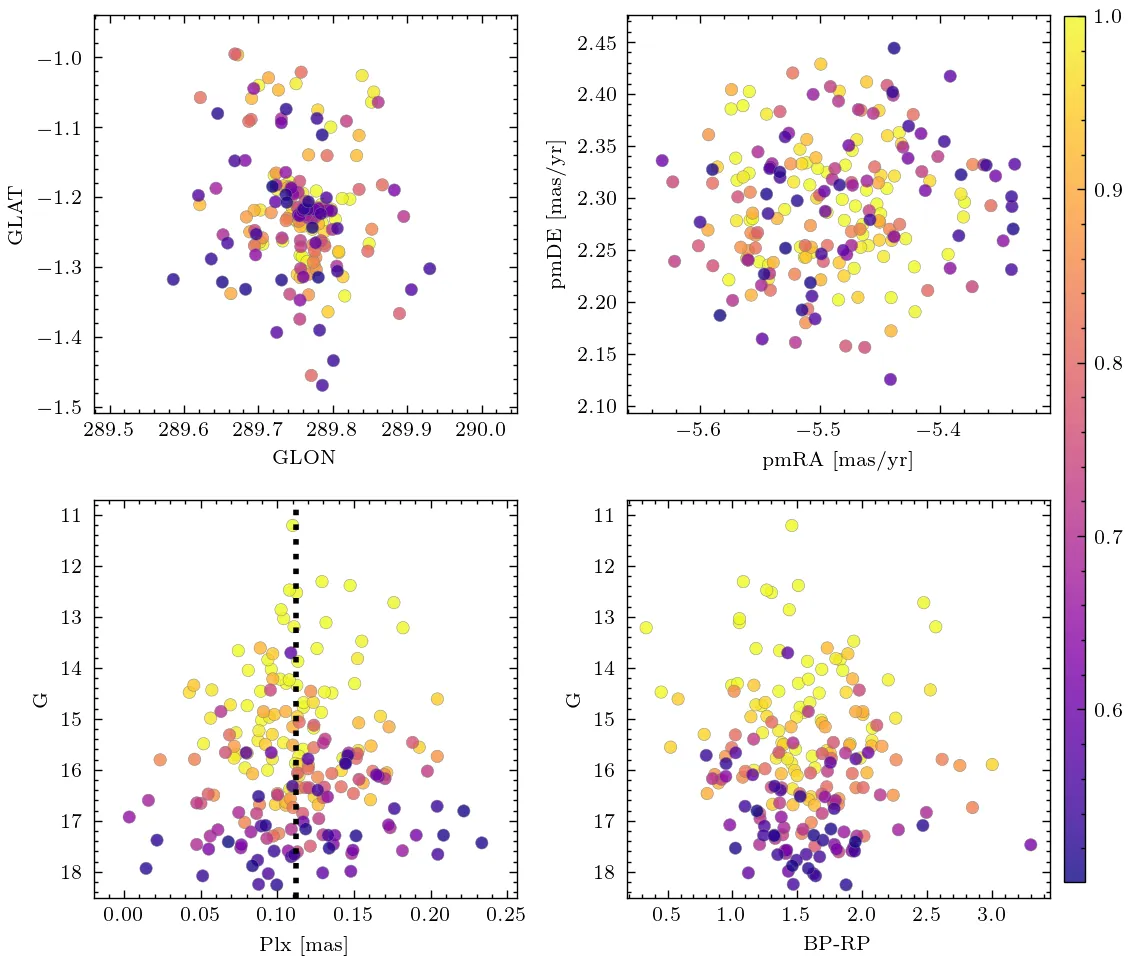 −1.0
−1.1
−1.2
−1.3
−1.4
−1.5
GLAT
289.5 289.6 289.7 289.8 289.9 290.0
GLON
2.45
2.40
2.35
2.30
2.25
2.20
2.15
2.10
pmDE [mas/yr]
−5.6 −5.5 −5.4
pmRA [mas/yr]
1.0
0.9
0.8
0.7
0.6
11
12
13
14
15
16
17
18
G
0.00 0.05 0.10 0.15 0.20 0.25
Plx [mas]
11
12
13
14
15
16
17
18
G
0.5 1.0 1.5 2.0 2.5 3.0
BP-RP